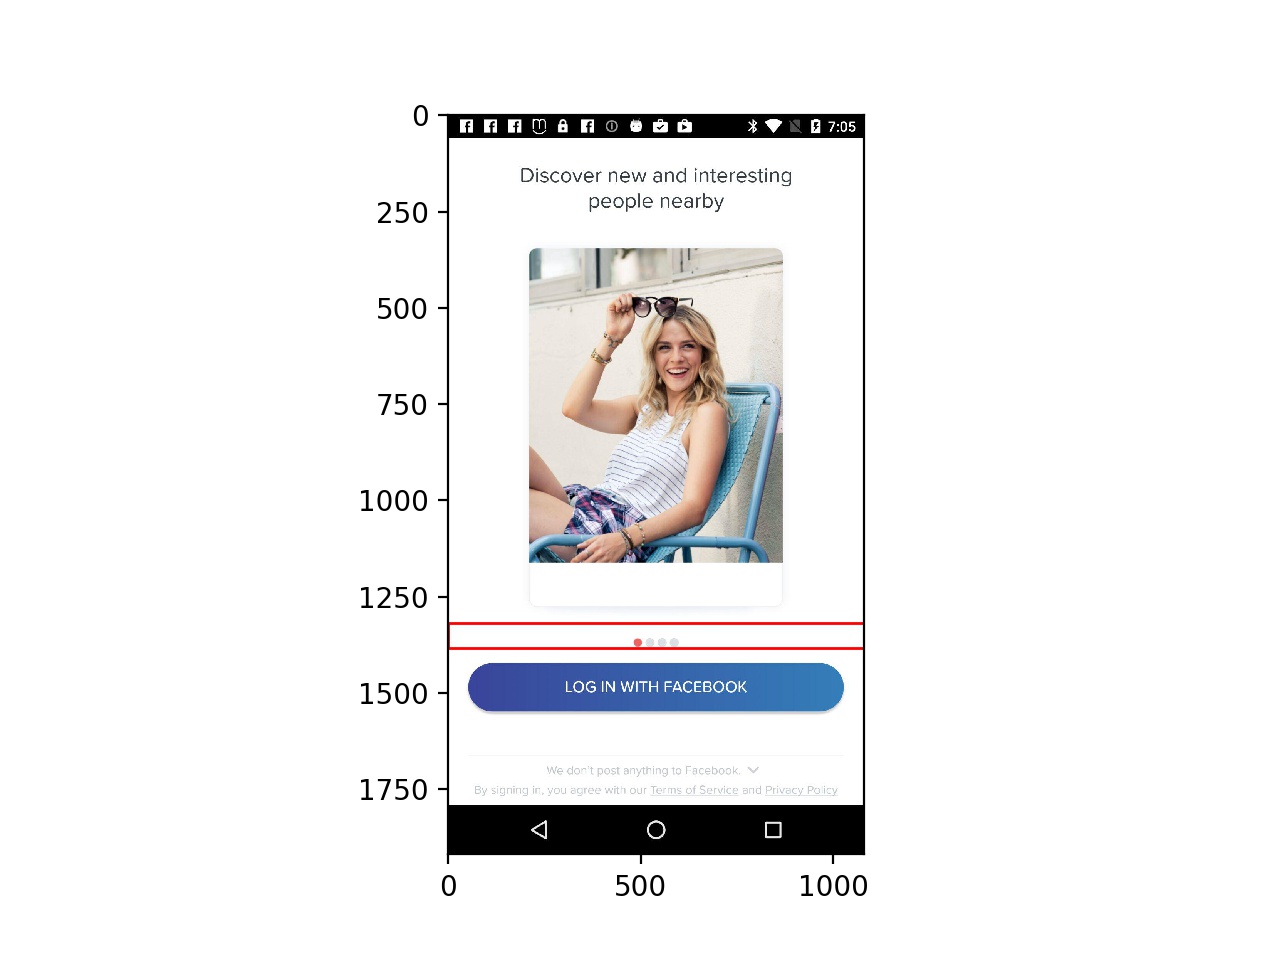 7:05
Discover new and interesting
people nearby
LOG IN WITH FACEBOOK
We don't post anything to Facebook.
By signing in, you agree with our Terms of Service and Privacy Policy
0
250
500
750
1000
1250
1500
1750
0
500
1000